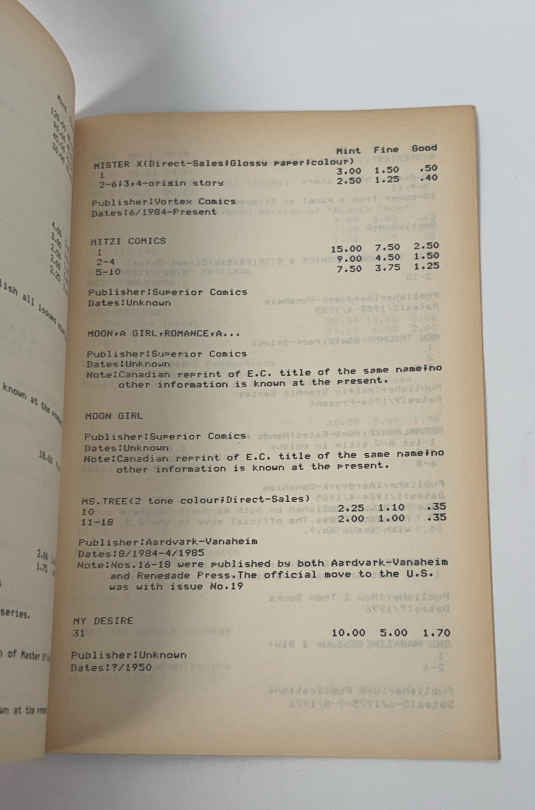 Mint Fine Good
MISTER X(Direct-Sales;Glossy paper;colour)
1 3.00 1.50 .50
2-6;3,4-origin story 2.50 1.25 .40
Publisher:Vortex Comics
Dates:6/1984-Present
MITZI COMICS
1 15.00 7.50 2.50
2-4 9.00 4.50 1.50
5-10 7.50 3.75 1.25
Publisher:Superior Comics
Dates:Unknown
MOON,A GIRL,ROMANCE,A...
Publisher:Superior Comics
Dates:Unknown
Note:Canadian reprint of E.C. title of the same name;no
other information is known at the present.
MOON GIRL
Publisher:Superior Comics
Dates:Unknown
Note:Canadian reprint of E.C. title of the same name;no
other information is known at the present.
MS.TREE(2 tone colour;Direct-Sales)
10 2.25 1.10 .35
11-18 2.00 1.00 .35
Publisher:Aardvark-Vanaheim
Dates:8/1984-4/1985
Note:Nos.16-18 were published by both Aardvark-Vanaheim
and Renegade Press.The official move to the U.S.
was with issue No.19
MY DESIRE
31 10.00 5.00 1.70
Publisher:Unknown
Dates:?/1950